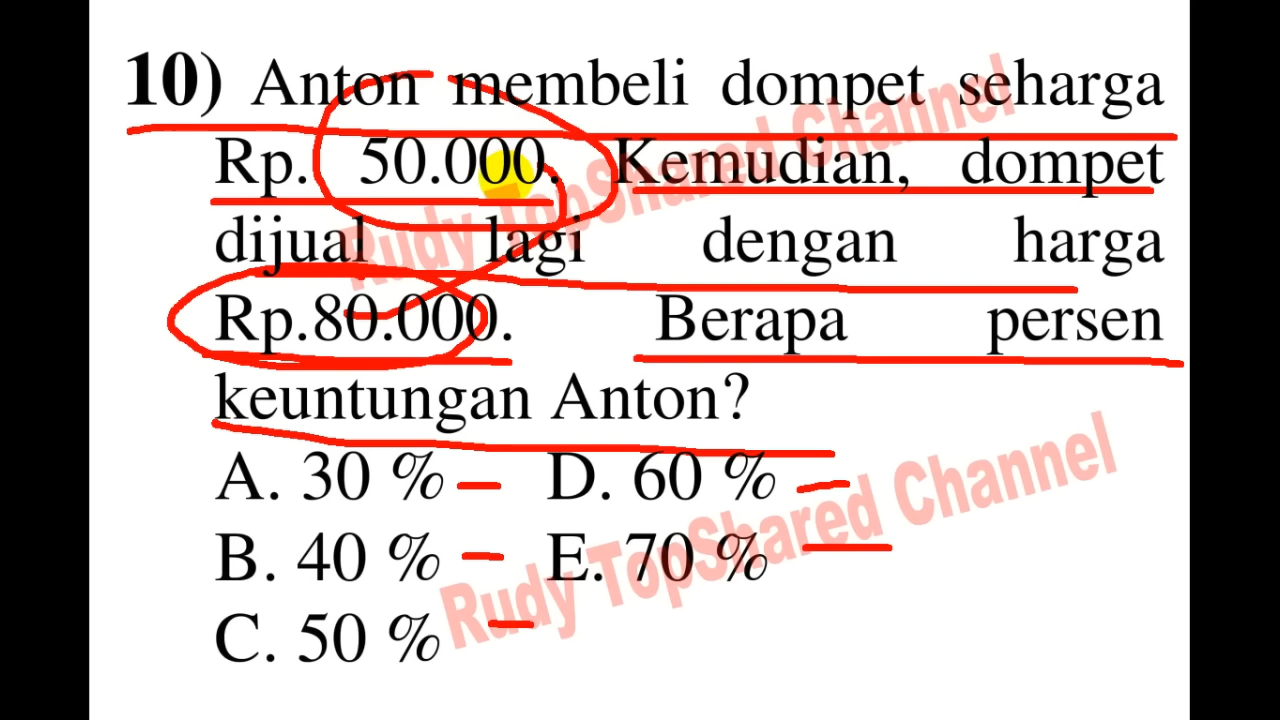 10) Anton membeli dompet seharga
Rp. 50.000. Kemudian, dompet
dijual lagi dengan harga
Rp.80.000. Berapa persen
keuntungan Anton?
A. 30 % D. 60 %
B. 40 % E. 70 %
C. 50 %
Rudy TopShared Channel
Rudy TopShared Channel